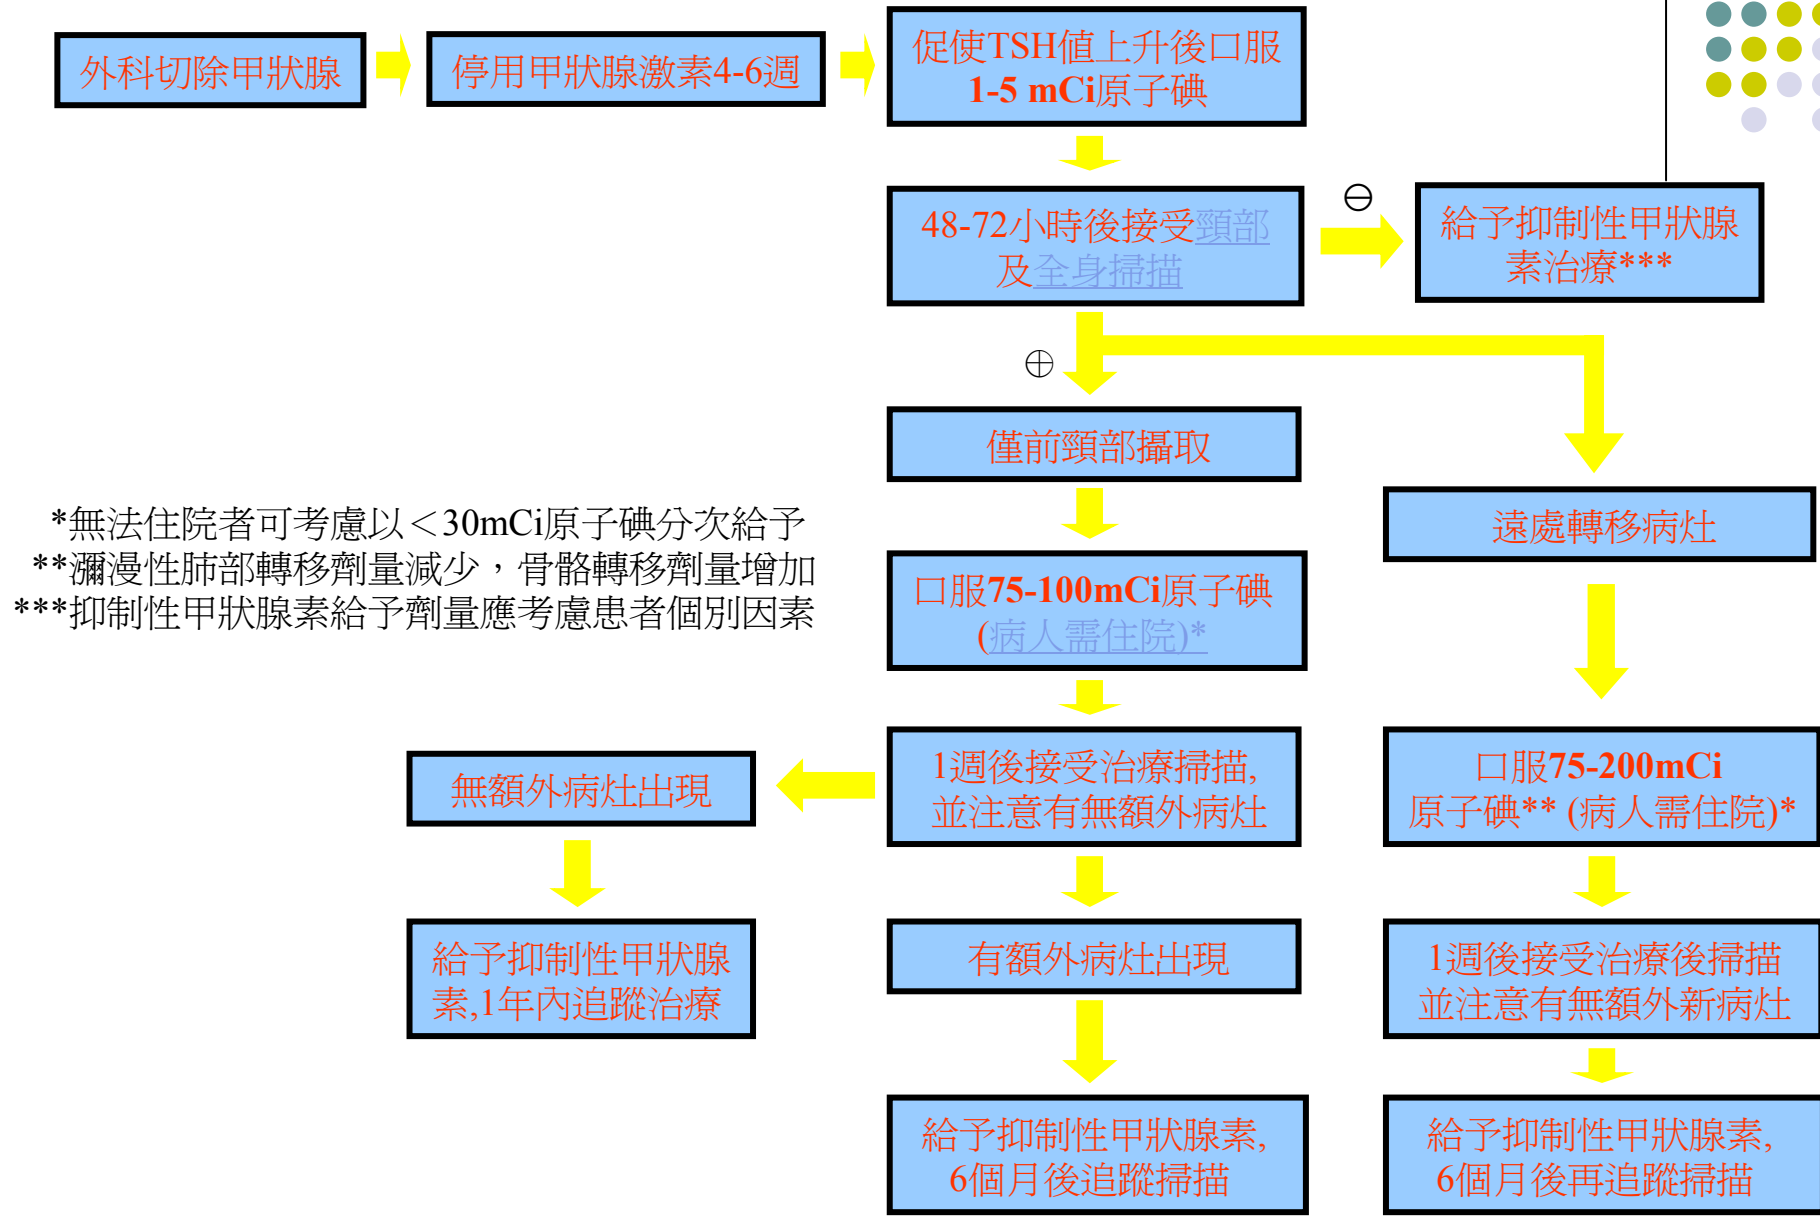 外科切除甲狀腺
停用甲狀腺激素4-6週
促使TSH值上升後口服
1-5 mCi原子碘
48-72小時後接受頸部
及全身掃描
⊖
給予抑制性甲狀腺
素治療***
⊕
僅前頸部攝取
遠處轉移病灶
*無法住院者可考慮以＜30mCi原子碘分次給予
**瀰漫性肺部轉移劑量減少，骨骼轉移劑量增加
***抑制性甲狀腺素給予劑量應考慮患者個別因素
口服75-100mCi原子碘
(病人需住院)*
無額外病灶出現
1週後接受治療掃描,
並注意有無額外病灶
口服75-200mCi
原子碘** (病人需住院)*
給予抑制性甲狀腺
素,1年內追蹤治療
有額外病灶出現
1週後接受治療後掃描
並注意有無額外新病灶
給予抑制性甲狀腺素,
6個月後追蹤掃描
給予抑制性甲狀腺素,
6個月後再追蹤掃描